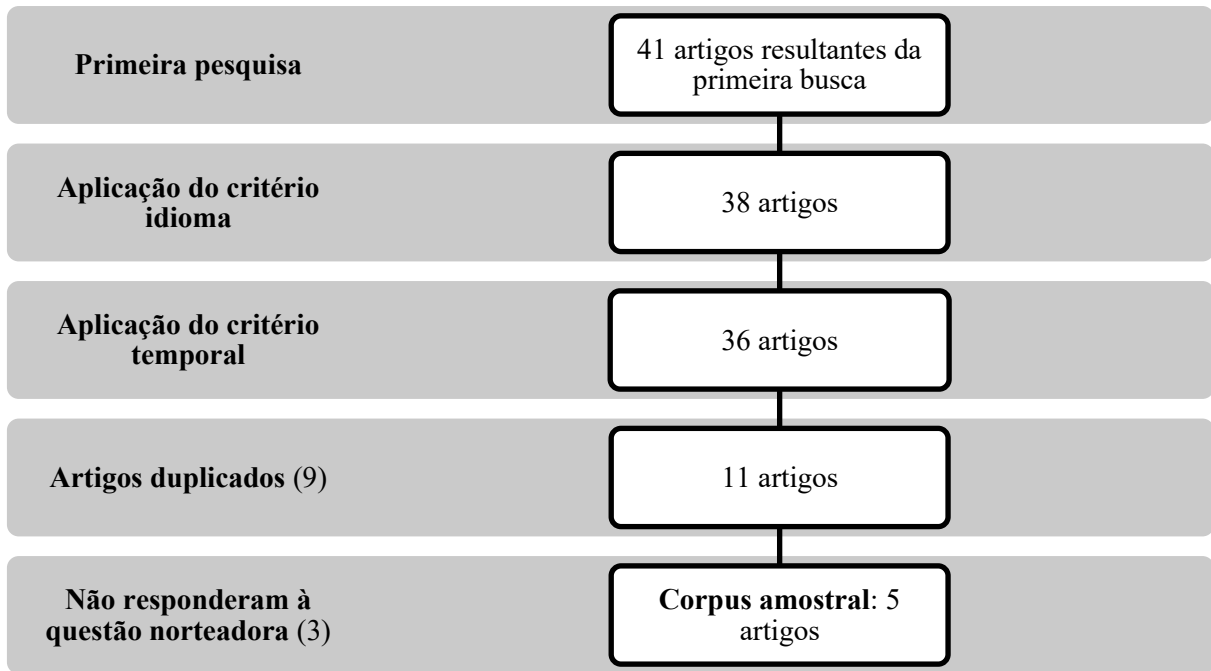 Primeira pesquisa
41 artigos resultantes da
primeira busca
Aplicação do critério
idioma
38 artigos
Aplicação do critério
temporal
36 artigos
Artigos duplicados (9)
11 artigos
Não responderam à
questão norteadora (3)
Corpus amostral: 5
artigos